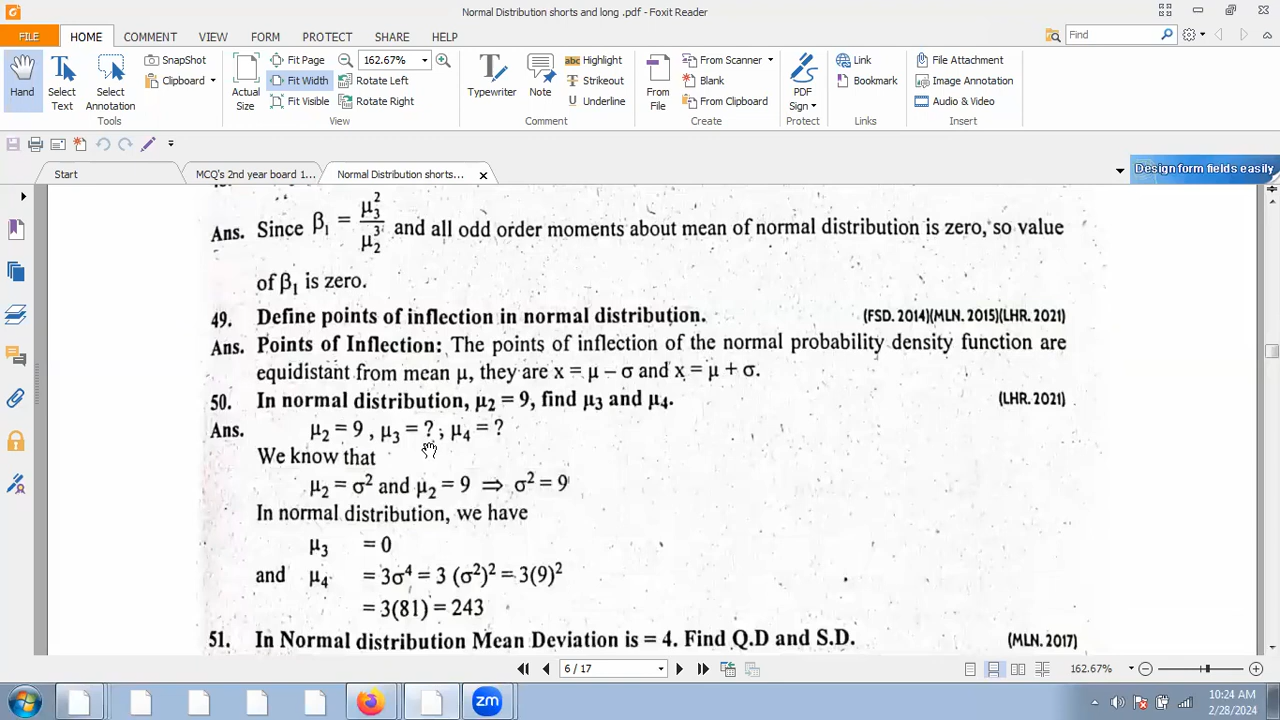 Normal Distribution shorts and long .pdf - Foxit Reader
FILE HOME COMMENT VIEW FORM PROTECT SHARE HELP Find
Hand Select Text Select Annotation SnapShot Clipboard Tools
Actual Size Fit Page Fit Width Fit Visible 162.67% Rotate Left Rotate Right View
Typewriter Note Highlight Strikeout Underline Comment
From File From Scanner Blank From Clipboard Create
PDF Sign Protect
Link Bookmark Links
File Attachment Image Annotation Audio & Video Insert
Start MCQ's 2nd year board 1... Normal Distribution shorts... Design form fields easily
Ans. Since β₁ = μ₃²/μ₂³ and all odd order moments about mean of normal distribution is zero, so value
of β₁ is zero.
49. Define points of inflection in normal distribution. (FSD. 2014)(MLN. 2015)(LHR. 2021)
Ans. Points of Inflection: The points of inflection of the normal probability density function are
equidistant from mean μ, they are x = μ – σ and x = μ + σ.
50. In normal distribution, μ₂ = 9, find μ₃ and μ₄. (LHR. 2021)
Ans. μ₂ = 9 , μ₃ = ? ; μ₄ = ?
We know that
μ₂ = σ² and μ₂ = 9 ⇒ σ² = 9
In normal distribution, we have
μ₃ = 0
and μ₄ = 3σ⁴ = 3 (σ²)² = 3(9)²
= 3(81) = 243
51. In Normal distribution Mean Deviation is = 4. Find Q.D and S.D. (MLN. 2017)
6 / 17 162.67%
zm 10:24 AM
2/28/2024